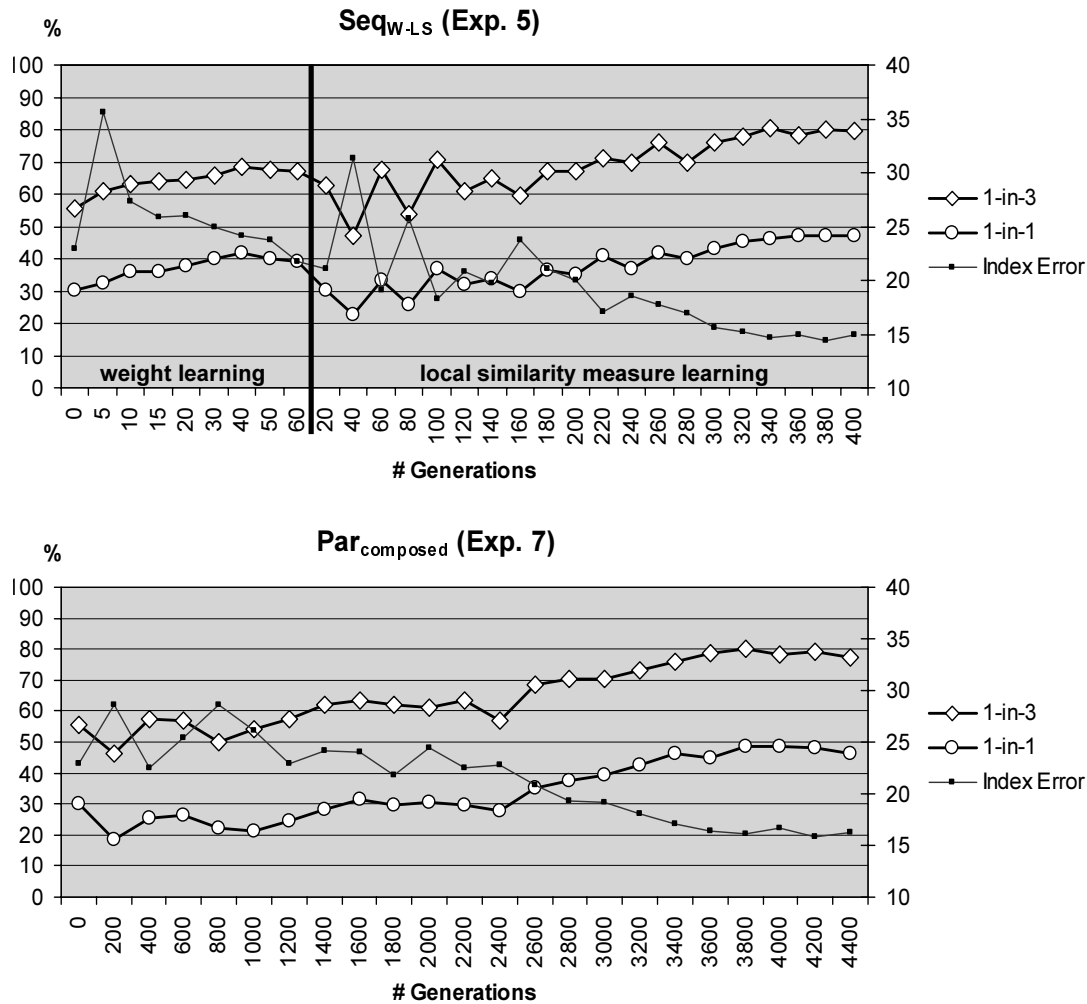 Seq W-LS (Exp. 5)
%
100 90 80 70 60 50 40 30 20 10 0
40 35 30 25 20 15 10
weight learning
local similarity measure learning
0 5 10 15 20 30 40 50 60 20 40 60 80 100 120 140 160 180 200 220 240 260 280 300 320 340 360 380 400
# Generations
1-in-3
1-in-1
Index Error
Par composed (Exp. 7)
%
100 90 80 70 60 50 40 30 20 10 0
40 35 30 25 20 15 10
0 200 400 600 800 1000 1200 1400 1600 1800 2000 2200 2400 2600 2800 3000 3200 3400 3600 3800 4000 4200 4400
# Generations
1-in-3
1-in-1
Index Error